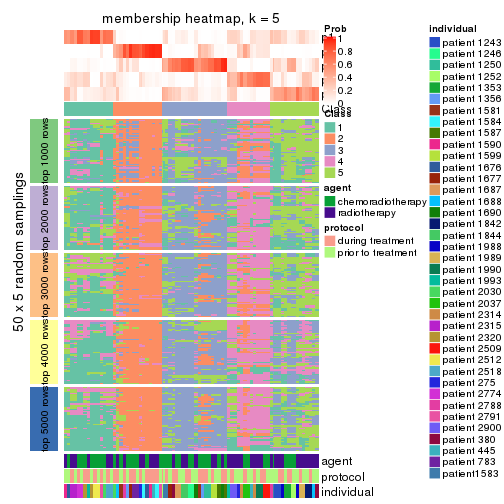 membership heatmap, k = 5
50 x 5 random samplings
top 1000 rows
top 2000 rows
top 3000 rows
top 4000 rows
top 5000 rows
agent
protocol
individual
Prob
1
0.8
0.6
0.4
0.2
0
Class
Class
1
2
3
4
5
agent
chemoradiotherapy
radiotherapy
protocol
during treatment
prior to treatment
individual
patient 1243
patient 1246
patient 1250
patient 1252
patient 1353
patient 1356
patient 1581
patient 1584
patient 1587
patient 1590
patient 1599
patient 1676
patient 1677
patient 1687
patient 1688
patient 1690
patient 1842
patient 1844
patient 1988
patient 1989
patient 1990
patient 1993
patient 2030
patient 2037
patient 2314
patient 2315
patient 2320
patient 2509
patient 2512
patient 2518
patient 275
patient 2774
patient 2788
patient 2791
patient 2900
patient 380
patient 445
patient 783
patient1583